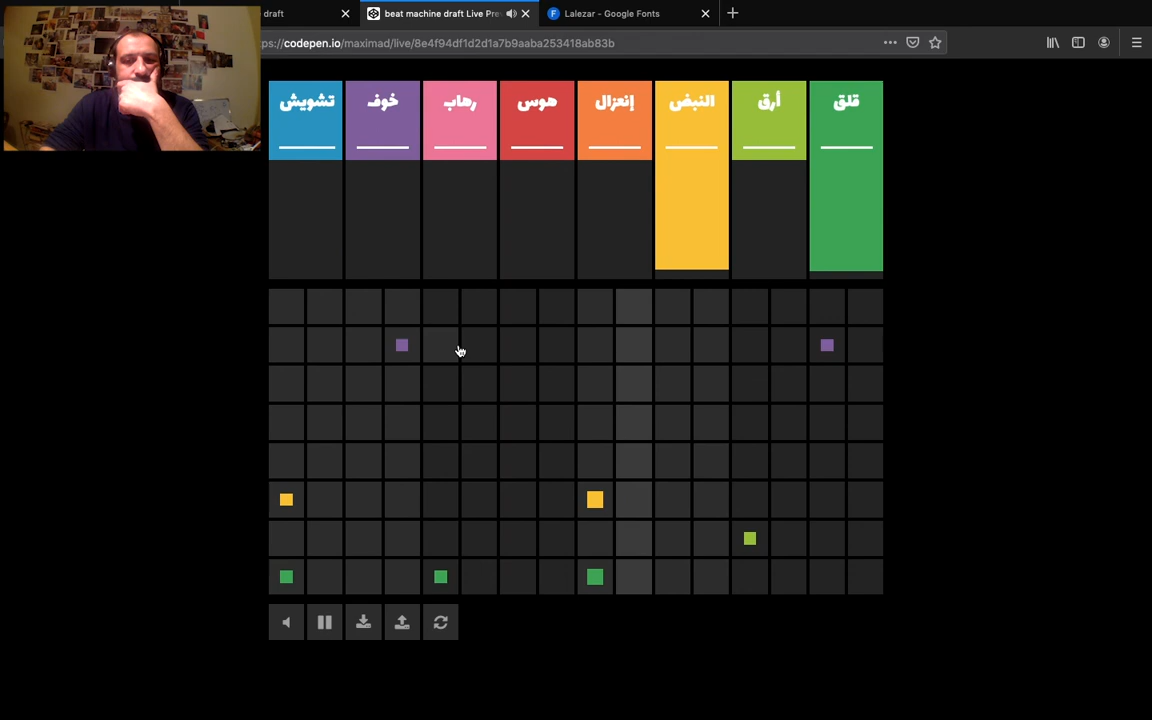 draft
beat machine draft Live Pre
Lalezar - Google Fonts
ps://codepen.io/maximad/live/8e4f94df1d2d1a7b9aaba253418ab83b
تشويش
خوف
رهاب
هوس
إنعزال
النبض
أرق
قلق